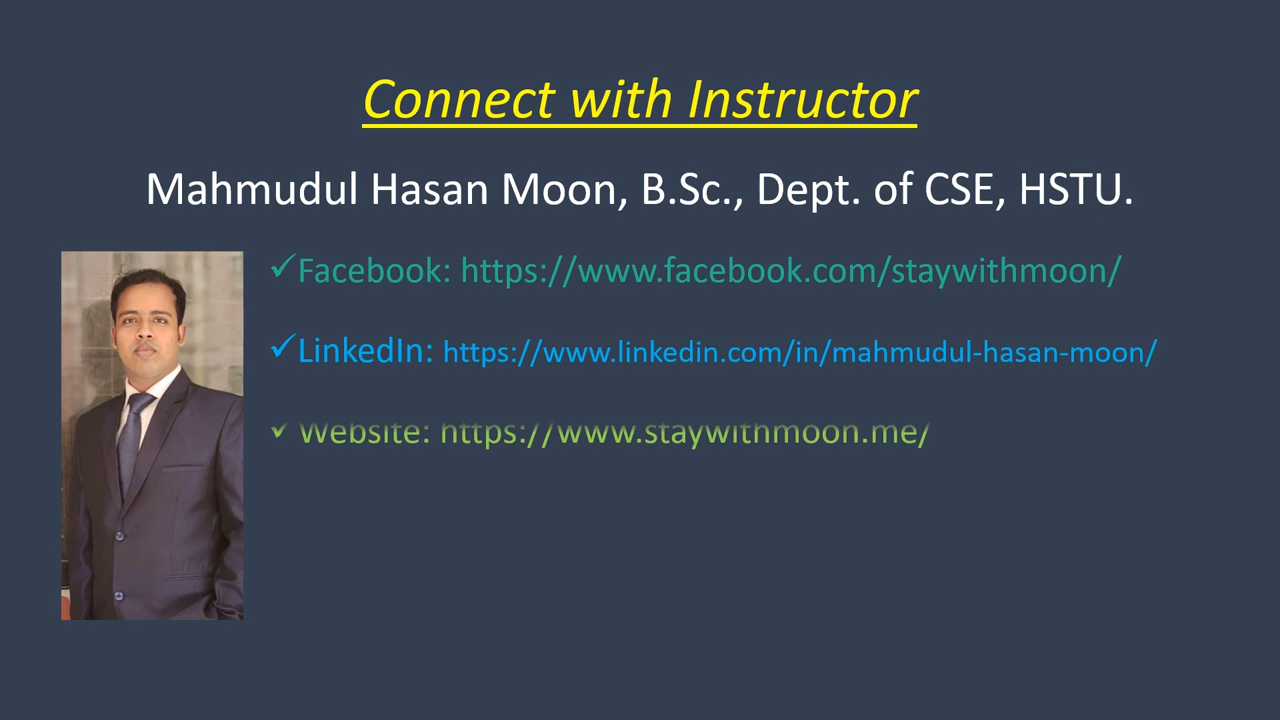 Connect with Instructor
Mahmudul Hasan Moon, B.Sc., Dept. of CSE, HSTU.
✓Facebook: https://www.facebook.com/staywithmoon/
✓LinkedIn: https://www.linkedin.com/in/mahmudul-hasan-moon/
✓Website: https://www.staywithmoon.me/